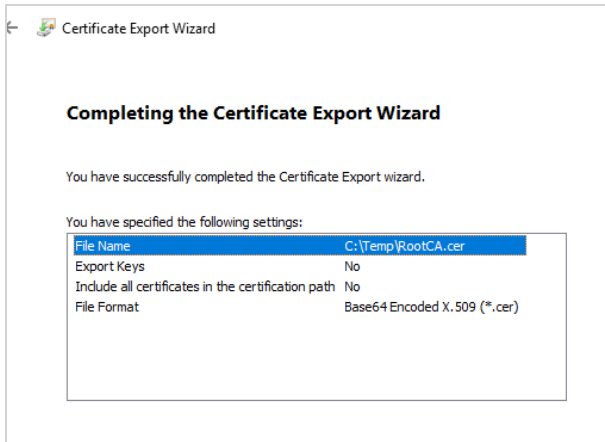 Certificate Export Wizard
Completing the Certificate Export Wizard
You have successfully completed the Certificate Export wizard.
You have specified the following settings:
File Name C:\Temp\RootCA.cer
Export Keys No
Include all certificates in the certification path No
File Format Base64 Encoded X.509 (*.cer)